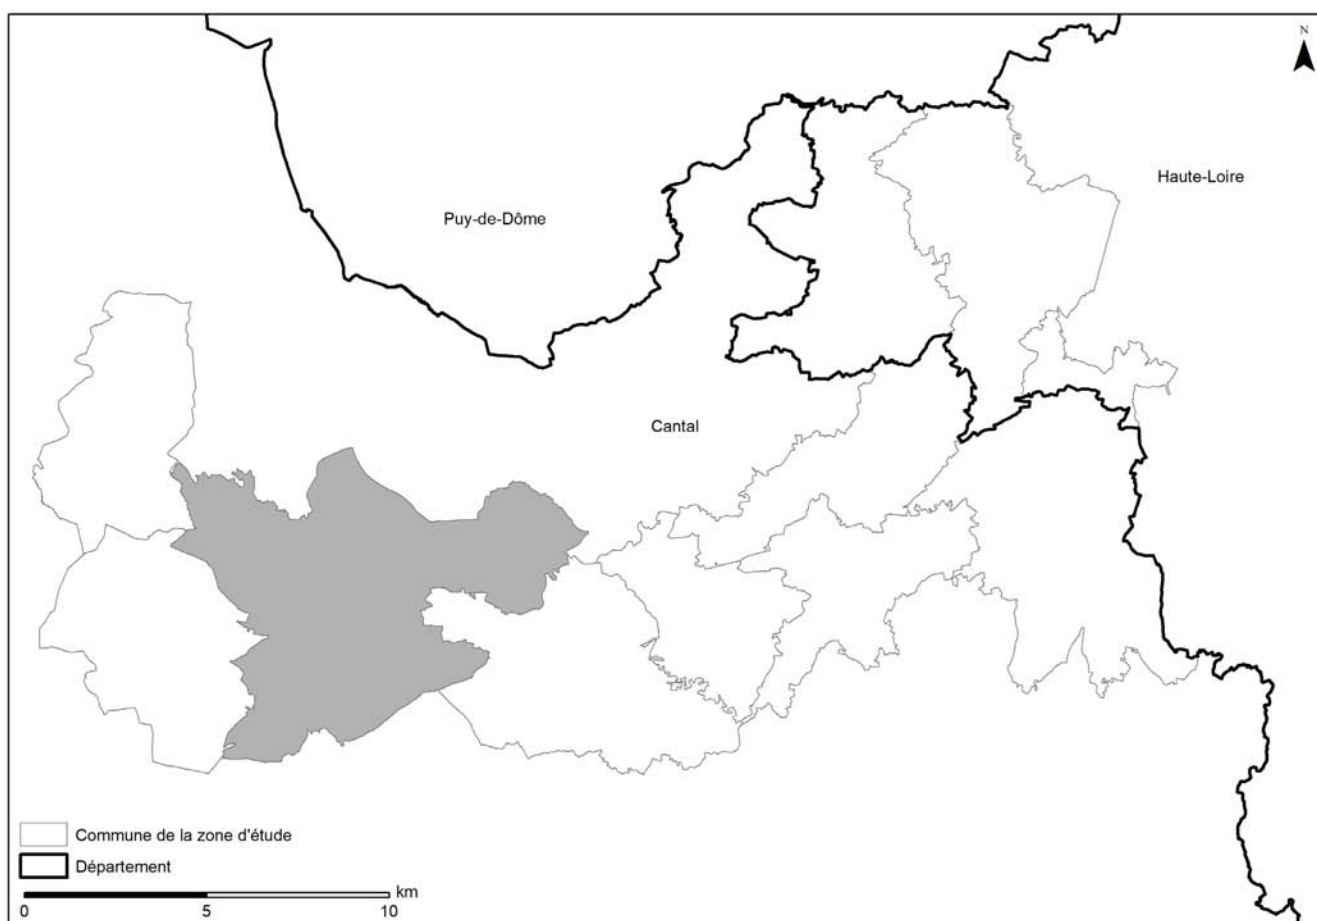 N
Haute-Loire
Puy-de-Dôme
Cantal
Commune de la zone d'étude
Département
km
0 5 10